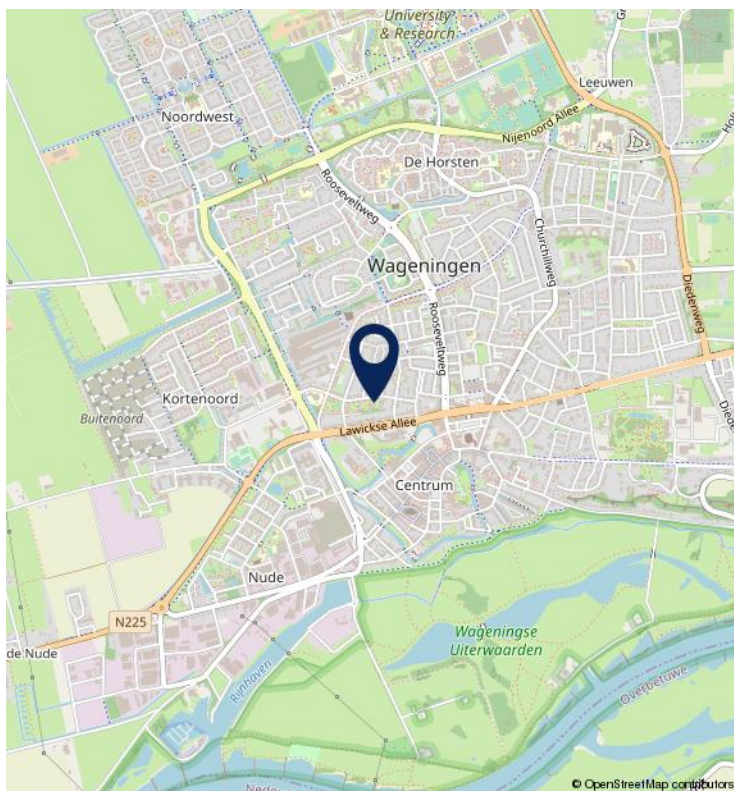 University
& Research
Leeuwen
Noordwest
Nijenoord Allee
De Horsten
Rooseveltweg
Churchillweg
Wageningen
Rooseveltweg
Diedenweg
Kortenoord
Buitenoord
Lawickse Allee
Centrum
Nude
N225
de Nude
Wageningse
Uiterwaarden
Rijnhaven
Overbetuwe
© OpenStreetMap contributors